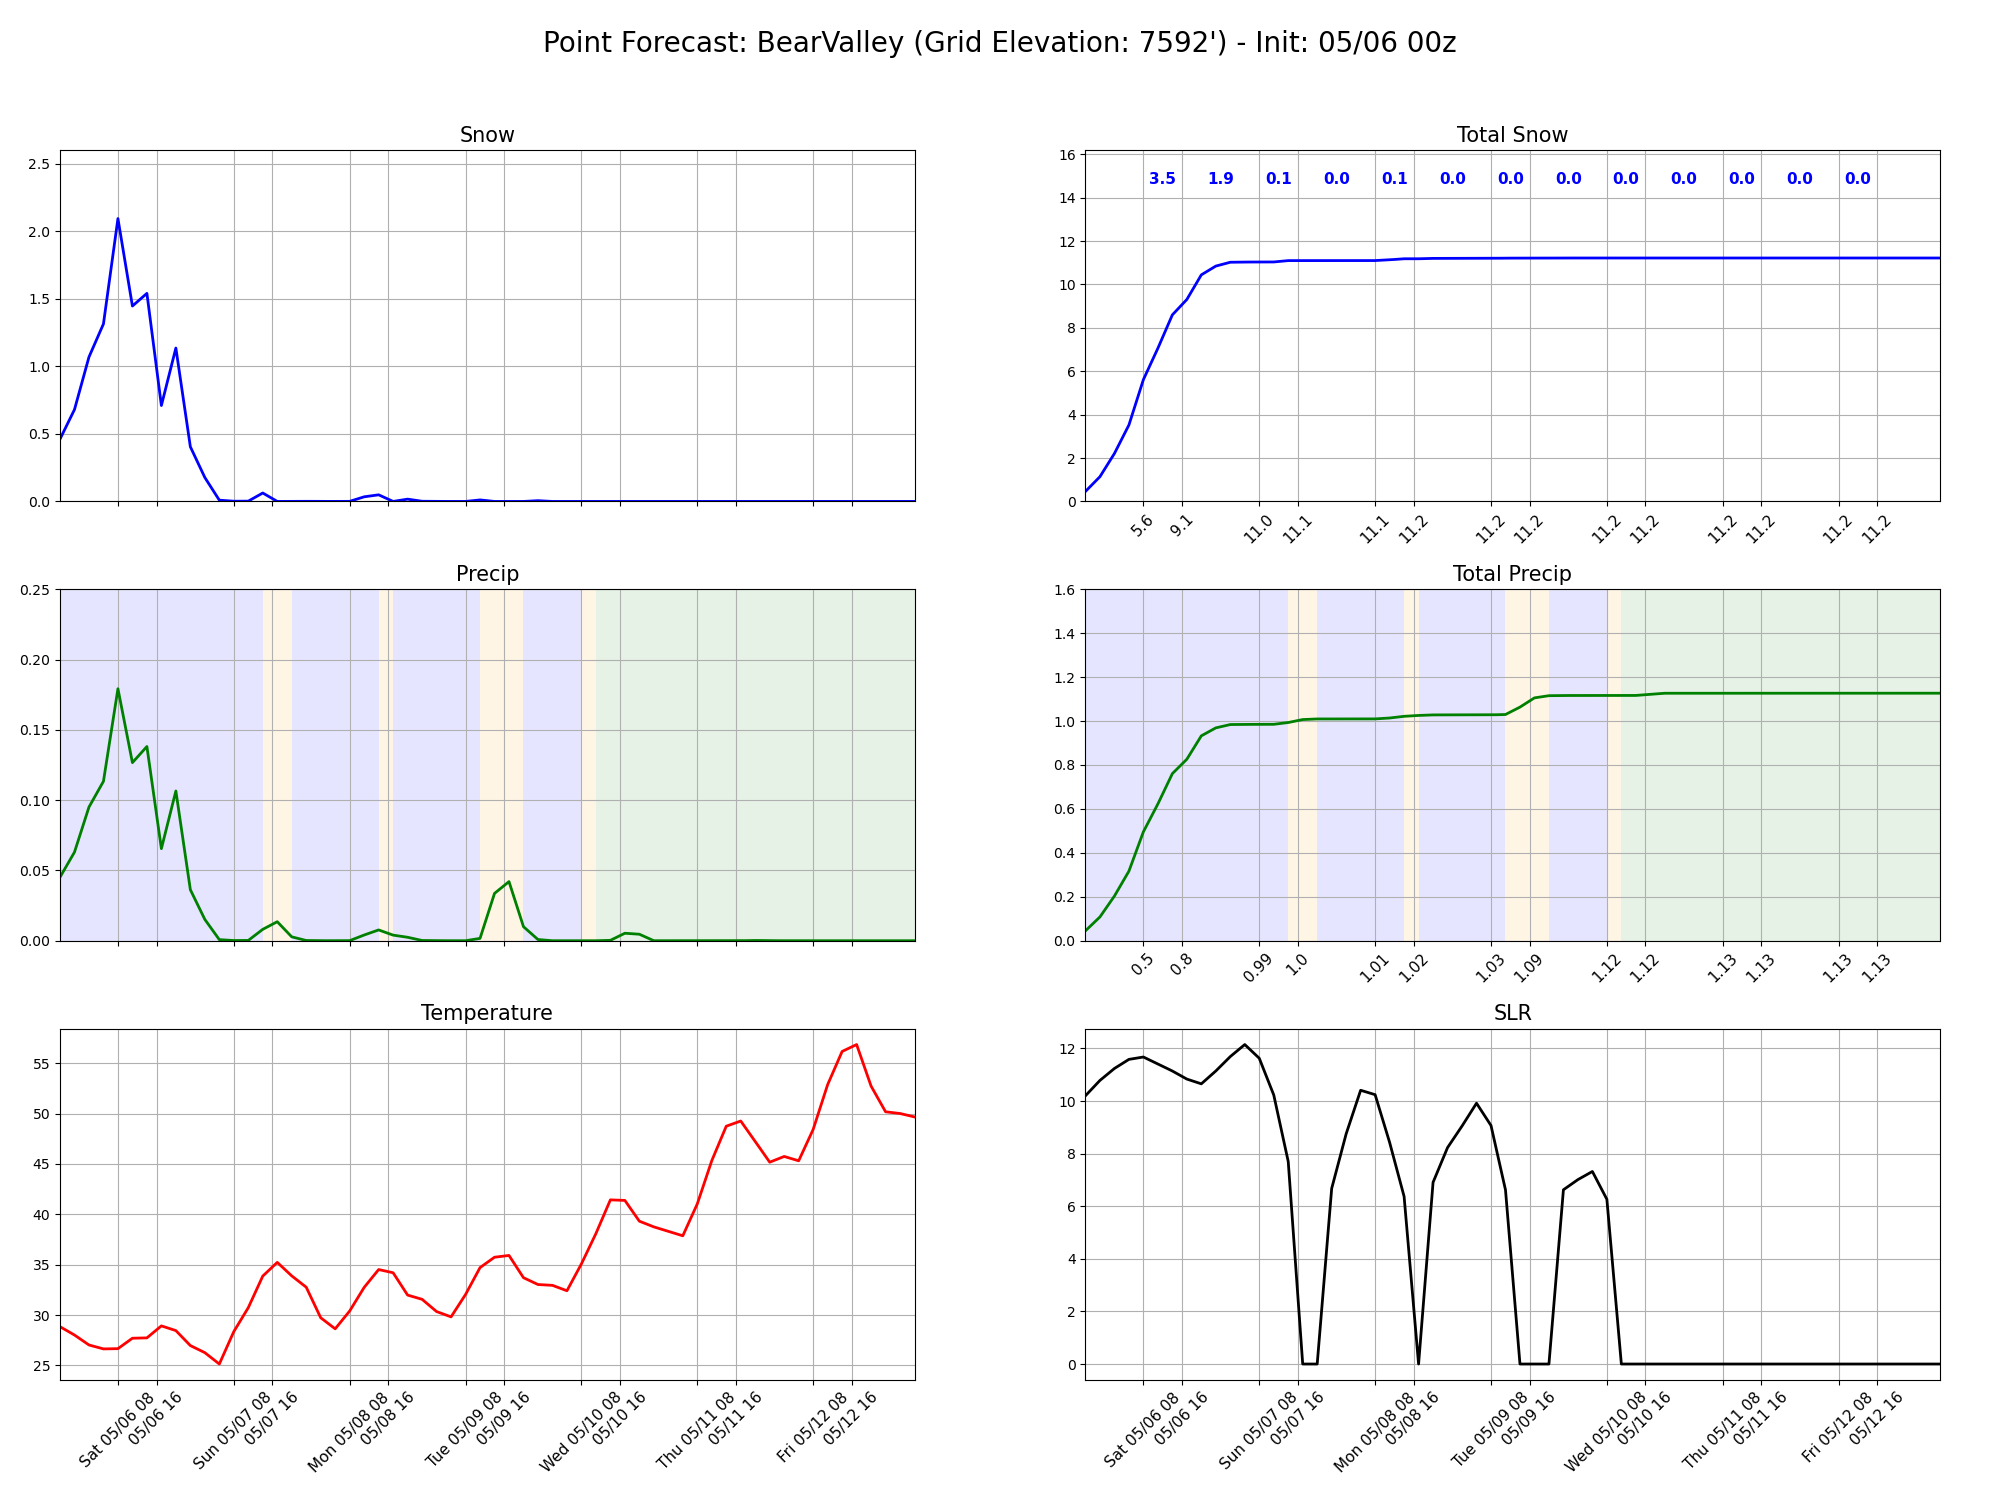 Point Forecast: BearValley (Grid Elevation: 7592') - Init: 05/06 00z
Snow
2.5
2.0
1.5
1.0
0.5
0.0
Total Snow
16
14
12
10
8
6
4
2
0
3.5 1.9 0.1 0.0 0.1 0.0 0.0 0.0 0.0 0.0 0.0 0.0 0.0
5.6 9.1 11.0 11.1 11.1 11.2 11.2 11.2 11.2 11.2 11.2 11.2 11.2 11.2
Precip
0.25
0.20
0.15
0.10
0.05
0.00
Total Precip
1.6
1.4
1.2
1.0
0.8
0.6
0.4
0.2
0.0
0.5 0.8 0.99 1.0 1.01 1.02 1.03 1.09 1.12 1.12 1.13 1.13 1.13 1.13
Temperature
55
50
45
40
35
30
25
Sat 05/06 08
05/06 16
Sun 05/07 08
05/07 16
Mon 05/08 08
05/08 16
Tue 05/09 08
05/09 16
Wed 05/10 08
05/10 16
Thu 05/11 08
05/11 16
Fri 05/12 08
05/12 16
SLR
12
10
8
6
4
2
0
Sat 05/06 08
05/06 16
Sun 05/07 08
05/07 16
Mon 05/08 08
05/08 16
Tue 05/09 08
05/09 16
Wed 05/10 08
05/10 16
Thu 05/11 08
05/11 16
Fri 05/12 08
05/12 16